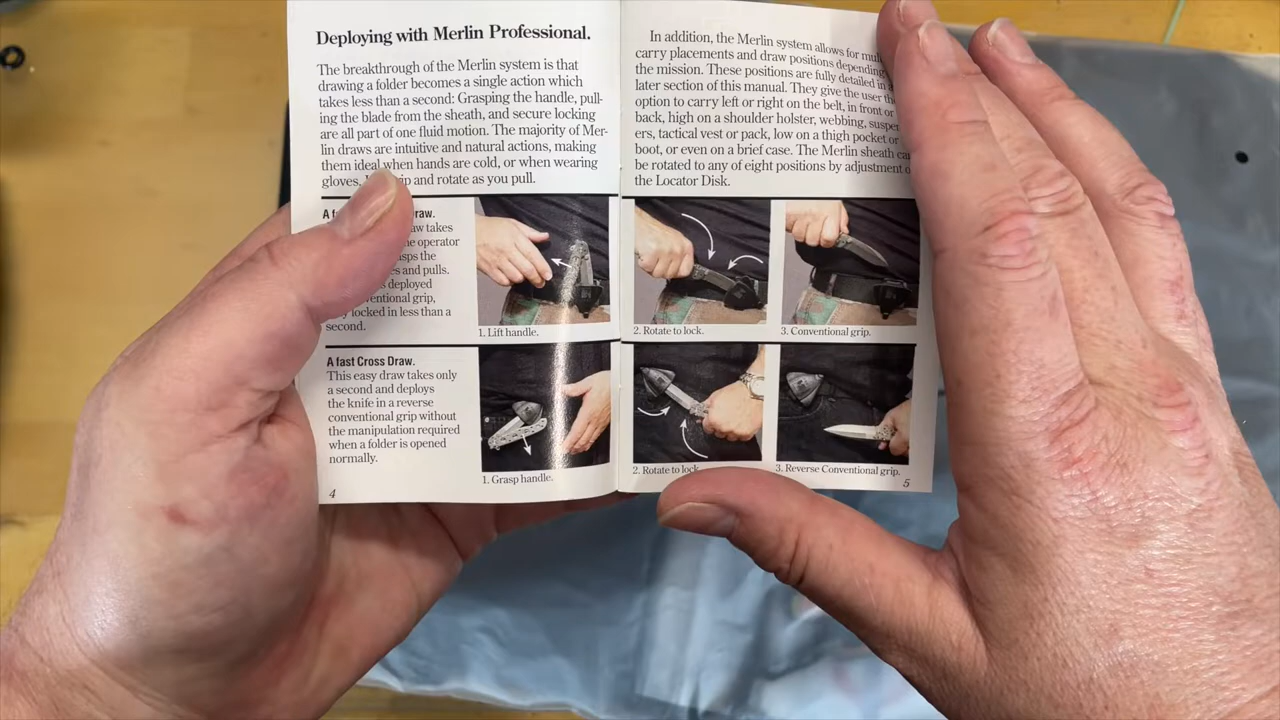 Deploying with Merlin Professional.
The breakthrough of the Merlin system is that
drawing a folder becomes a single action which
takes less than a second: Grasping the handle, pull-
ing the blade from the sheath, and secure locking
are all part of one fluid motion. The majority of Mer-
lin draws are intuitive and natural actions, making
them ideal when hands are cold, or when wearing
gloves. and rotate as you pull.
A Draw.
takes
operator
the
and pulls.
deployed
grip,
locked in less than a
second.
1. Lift handle.
A fast Cross Draw.
This easy draw takes only
a second and deploys
the knife in a reverse
conventional grip without
the manipulation required
when a folder is opened
normally.
1. Grasp handle.
4
In addition, the Merlin system allows for
carry placements and draw positions depending
the mission. These positions are fully detailed in
later section of this manual. They give the user
option to carry left or right on the belt, in front or
back, high on a shoulder holster, webbing,
ers, tactical vest or pack, low on a thigh pocket or
boot, or even on a brief case. The Merlin sheath
be rotated to any of eight positions by adjustment
the Locator Disk.
2. Rotate to lock.
3. Conventional grip.
2. Rotate to lock.
3. Reverse Conventional grip.
5